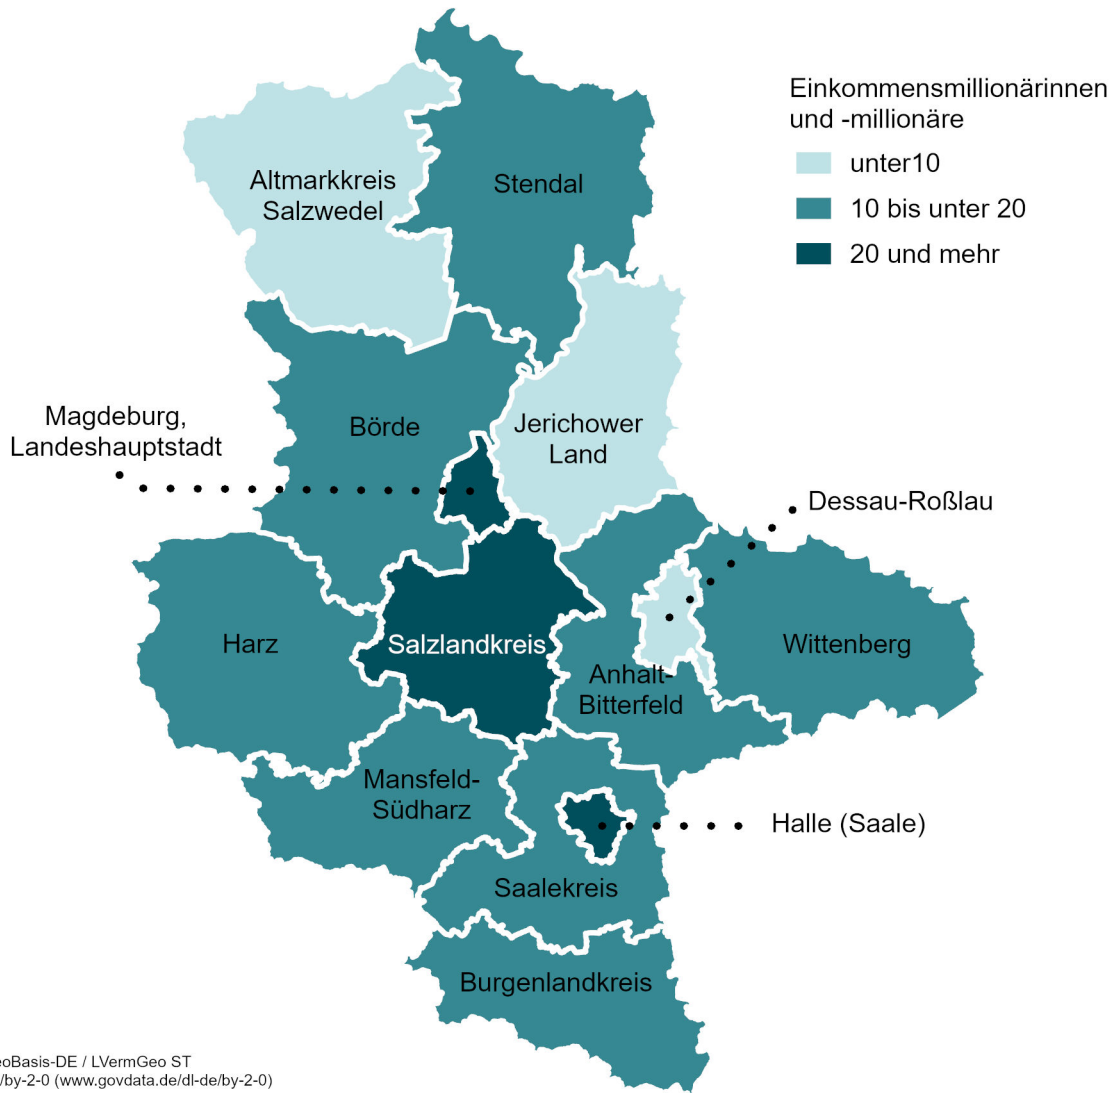 Einkommensmillionärinnen
und -millionäre
unter10
10 bis unter 20
20 und mehr
Altmarkkreis
Salzwedel
Stendal
Magdeburg,
Landeshauptstadt
Börde
Jerichower
Land
Dessau-Roßlau
Harz
Salzlandkreis
Wittenberg
Anhalt-
Bitterfeld
Mansfeld-
Südharz
Halle (Saale)
Saalekreis
Burgenlandkreis
eoBasis-DE / LVermGeo ST
/by-2-0 (www.govdata.de/dl-de/by-2-0)